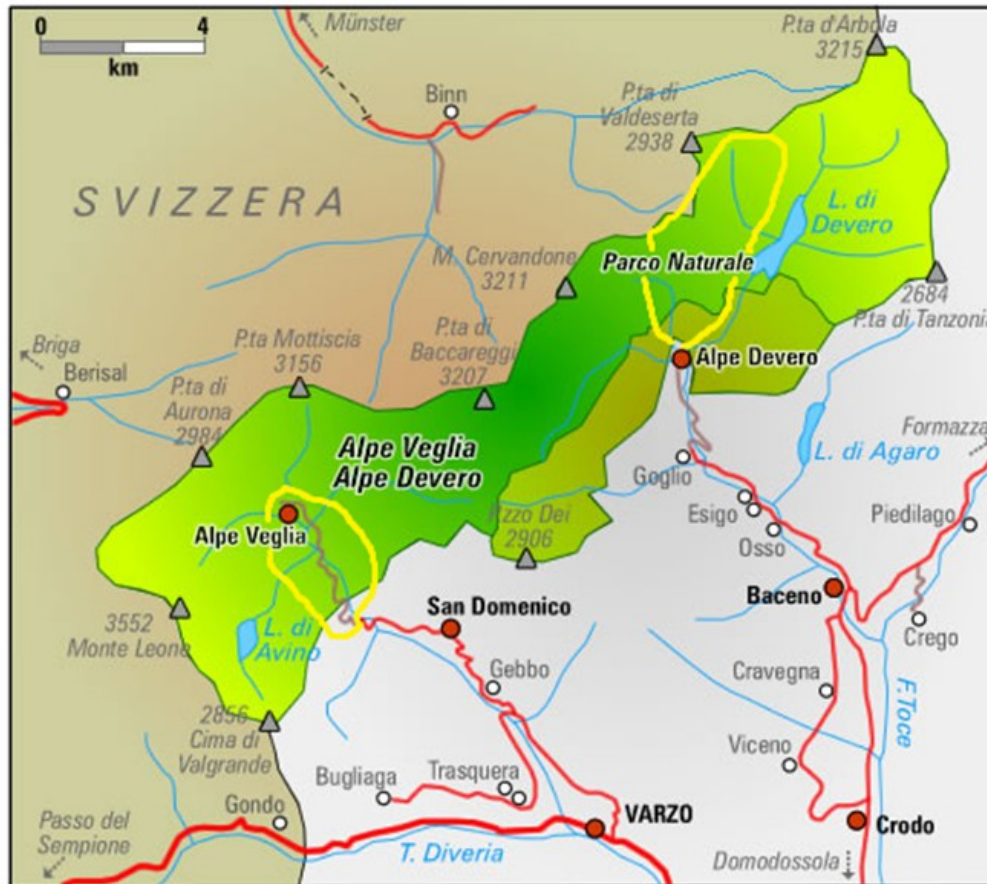 0 4
km
Münster
P.ta d'Arbola
3215
Binn
P.ta di
Valdeserta
2938
SVIZZERA
L. di
Devero
M. Cervandone
3211
Parco Naturale
2684
P.ta di Tanzonia
Briga
Berisal
P.ta Mottiscia
3156
P.ta di
Baccareggi
3207
Alpe Devero
P.ta di
Aurona
2984
Alpe Veglia
Alpe Devero
Goglio
L. di Agaro
Formazza
Alpe Veglia
P.zzo Dei
2906
Esigo
Osso
Piedilago
3552
Monte Leone
L. di
Avino
San Domenico
Baceno
Crego
Gebbo
Cravegna
F. Toce
2856
Cima di
Valgrande
Viceno
Bugliaga
Trasquera
Gondo
VARZO
Crodo
Passo del
Sempione
T. Diveria
Domodossola